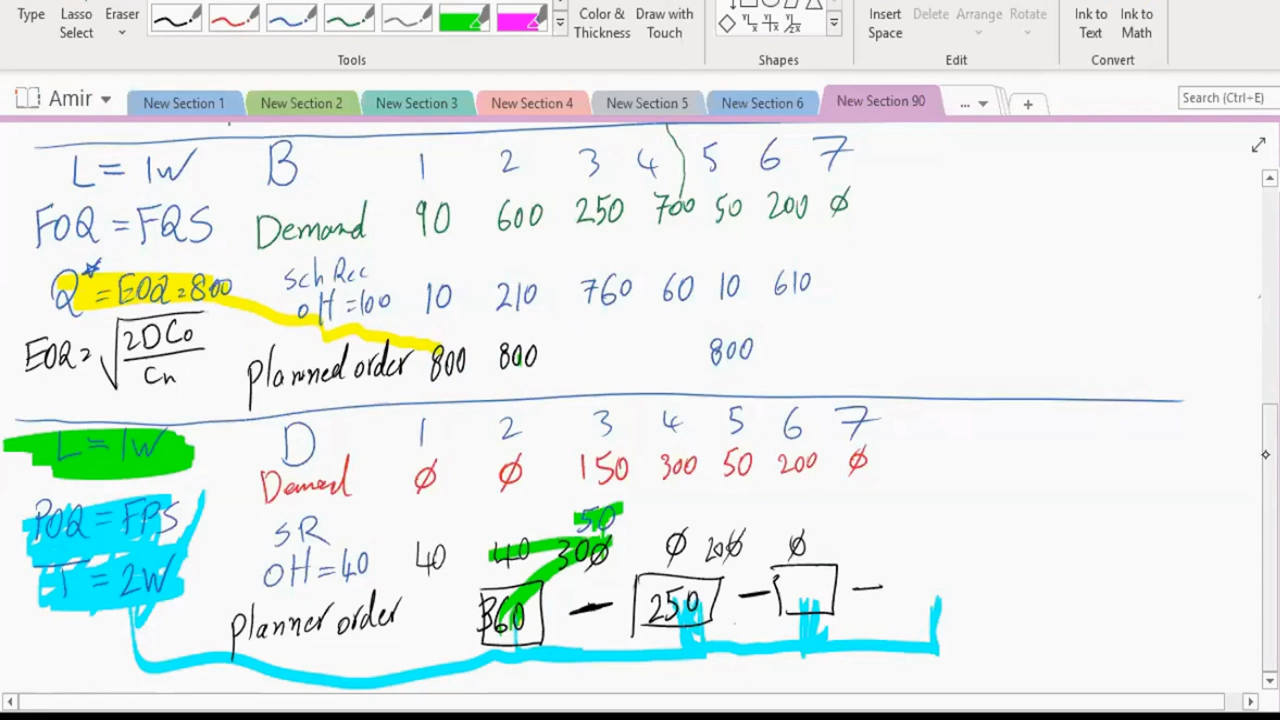 Type Lasso Select Eraser Color & Thickness Draw with Touch Insert Space Delete Arrange Rotate Ink to Text Ink to Math
Tools Shapes Edit Convert
Amir New Section 1 New Section 2 New Section 3 New Section 4 New Section 5 New Section 6 New Section 90 ... + Search (Ctrl+E)
L = 1W B 1 2 3 4 5 6 7
FOQ = FQS Demand 90 600 250 700 50 200 ∅
Q* = EOQ = 800 Sch Rec
OH = 100 10 210 760 60 10 610
EOQ = √(2DCo / Cn) planned order 800 800 800
L = 1W D 1 2 3 4 5 6 7
Demand ∅ ∅ 150 300 50 200 ∅
POQ = FPS SR 50
T = 2W OH = 40 40 40 30∅ ∅ 20∅ ∅
planner order 360 – 250 – –